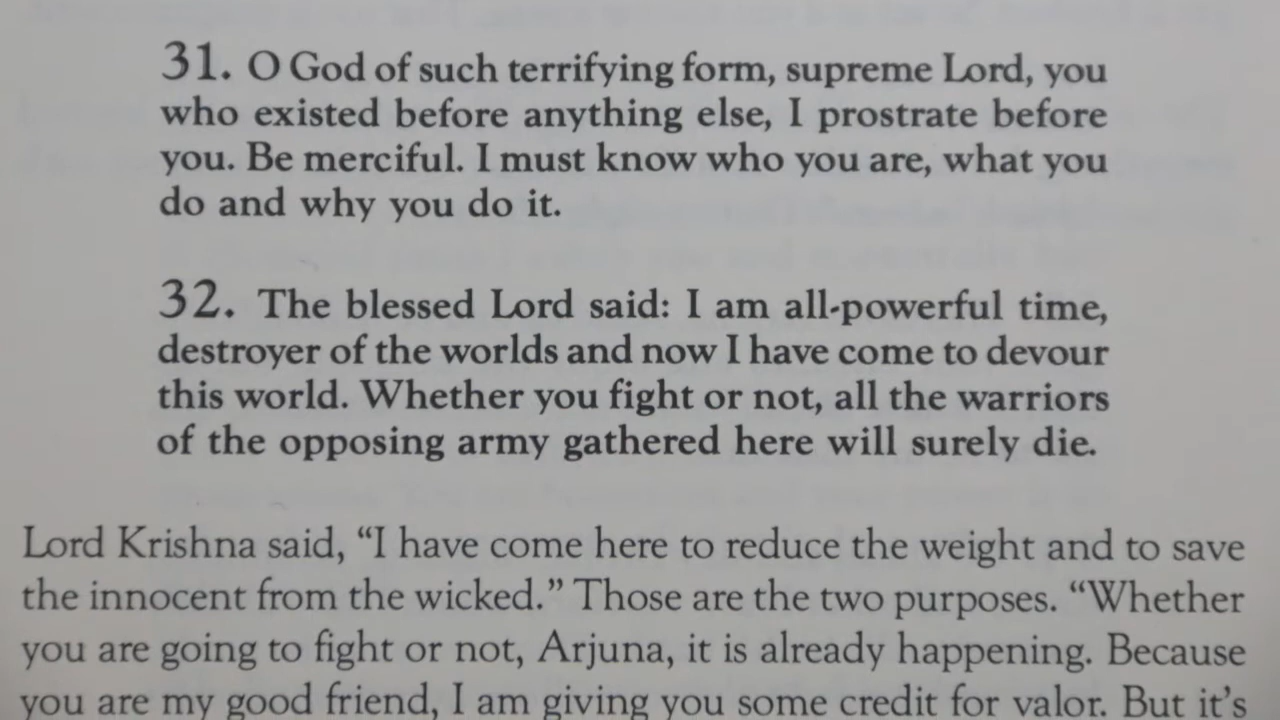 31. O God of such terrifying form, supreme Lord, you
who existed before anything else, I prostrate before
you. Be merciful. I must know who you are, what you
do and why you do it.
32. The blessed Lord said: I am all-powerful time,
destroyer of the worlds and now I have come to devour
this world. Whether you fight or not, all the warriors
of the opposing army gathered here will surely die.
Lord Krishna said, “I have come here to reduce the weight and to save
the innocent from the wicked.” Those are the two purposes. “Whether
you are going to fight or not, Arjuna, it is already happening. Because
you are my good friend, I am giving you some credit for valor. But it’s